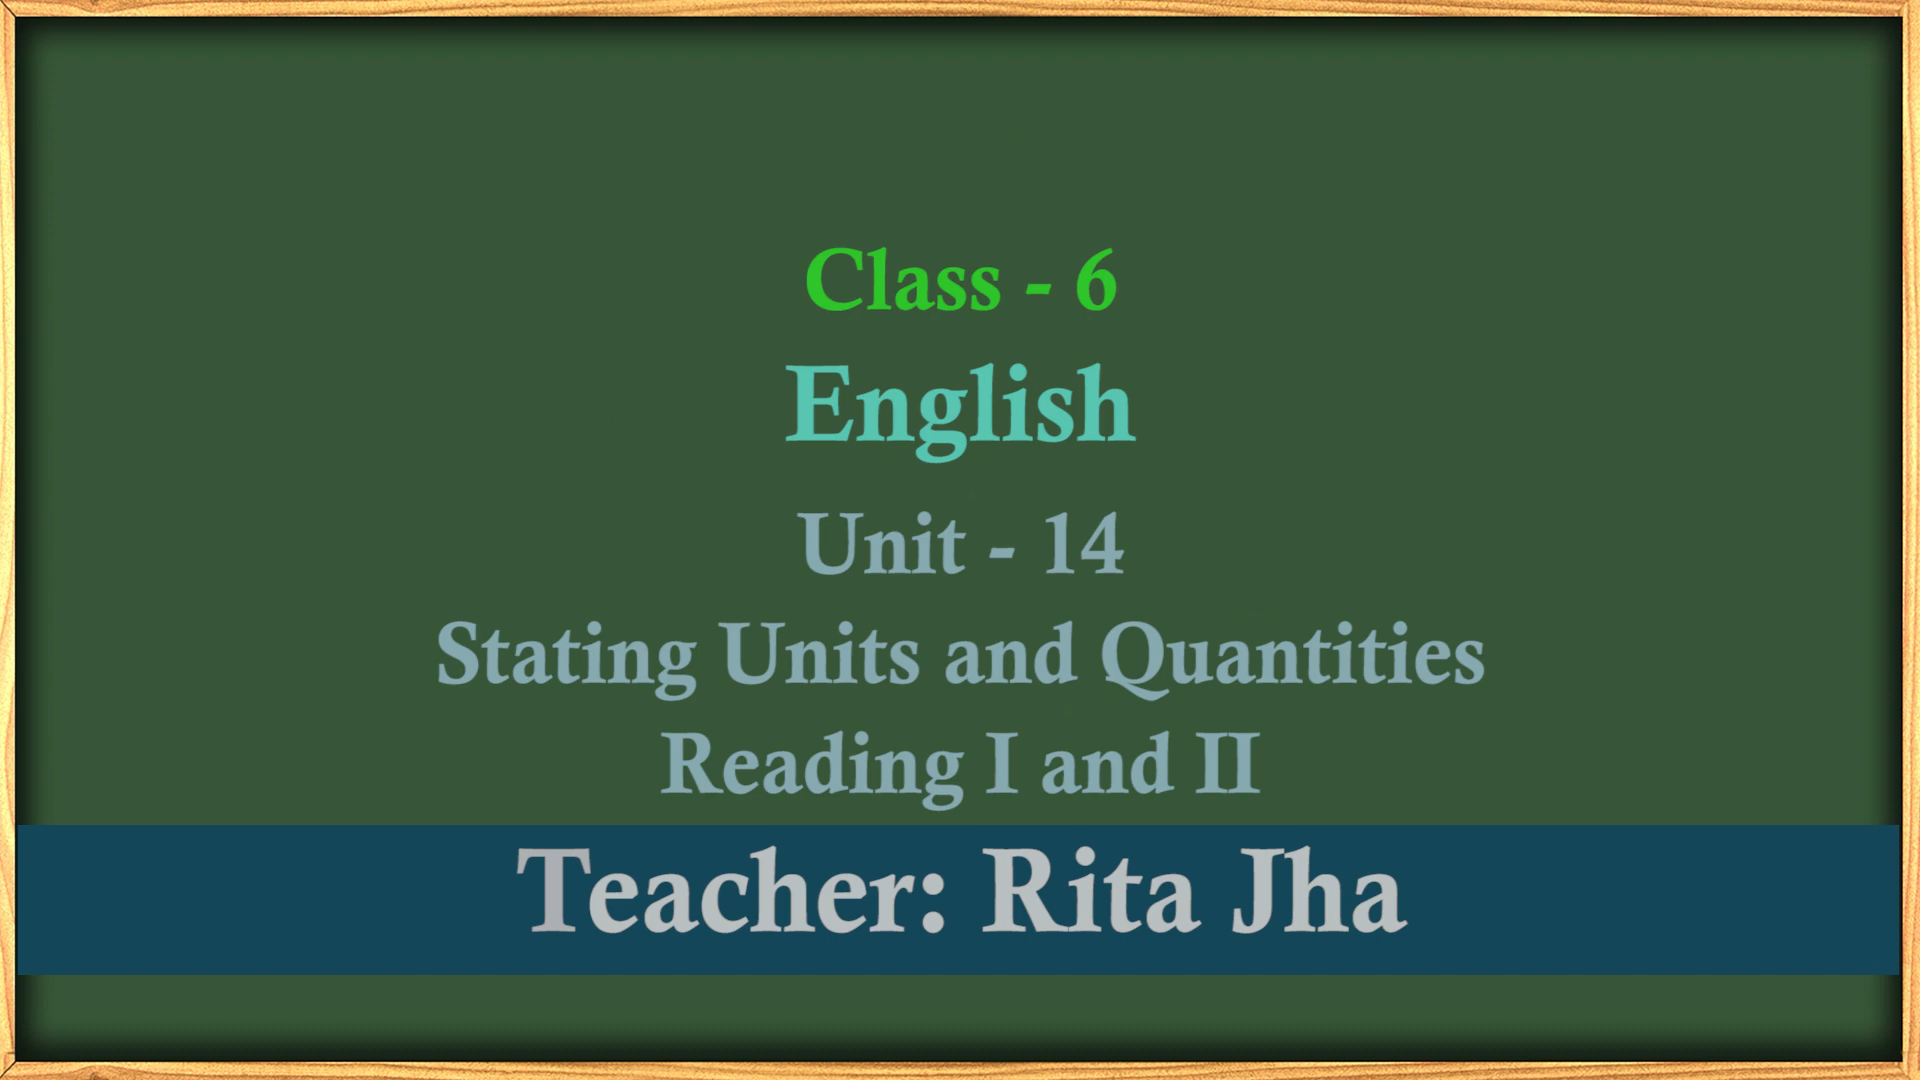 Class - 6
English
Unit - 14
Stating Units and Quantities
Reading I and II
Teacher: Rita Jha